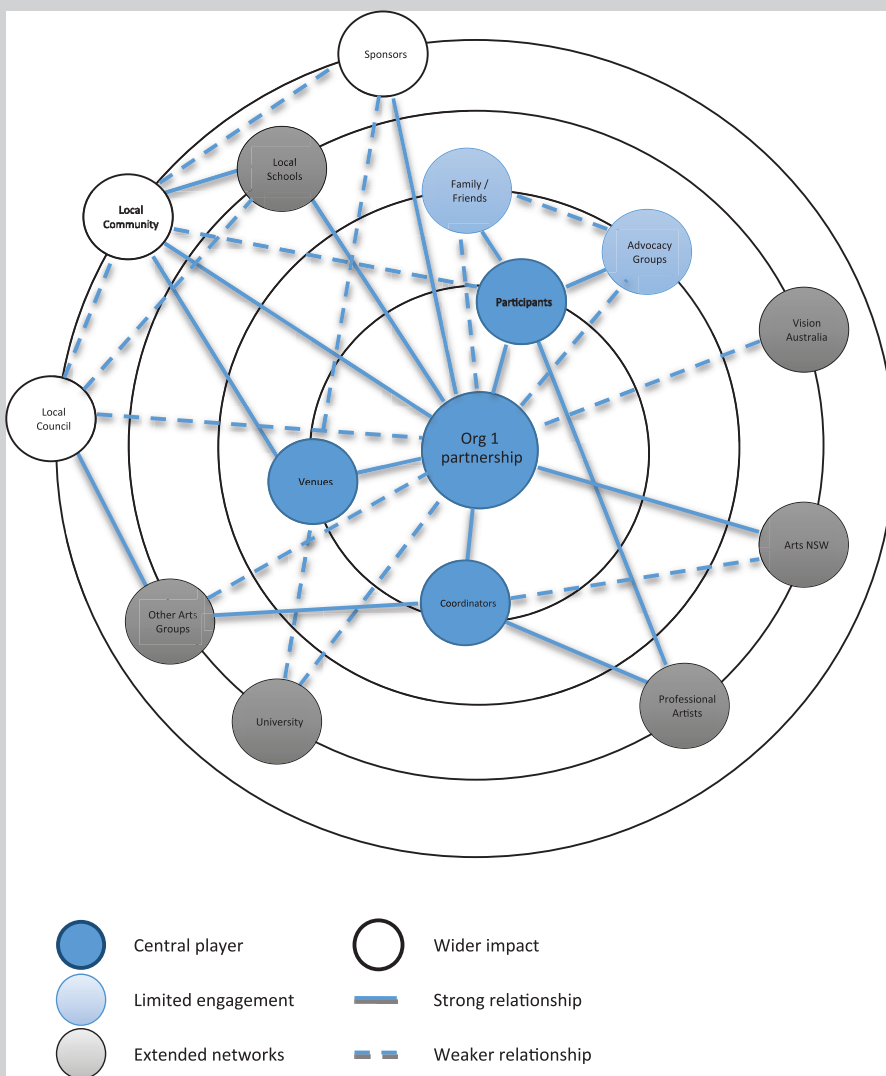 Sponsors
Local
Schools
Family /
Friends
Local
Community
Advocacy
Groups
Participants
Vision
Australia
Local
Council
Org 1
partnership
Venues
Arts NSW
Coordinators
Other Arts
Groups
University
Professional
Artists
Central player
Wider impact
Limited engagement
Strong relationship
Extended networks
Weaker relationship